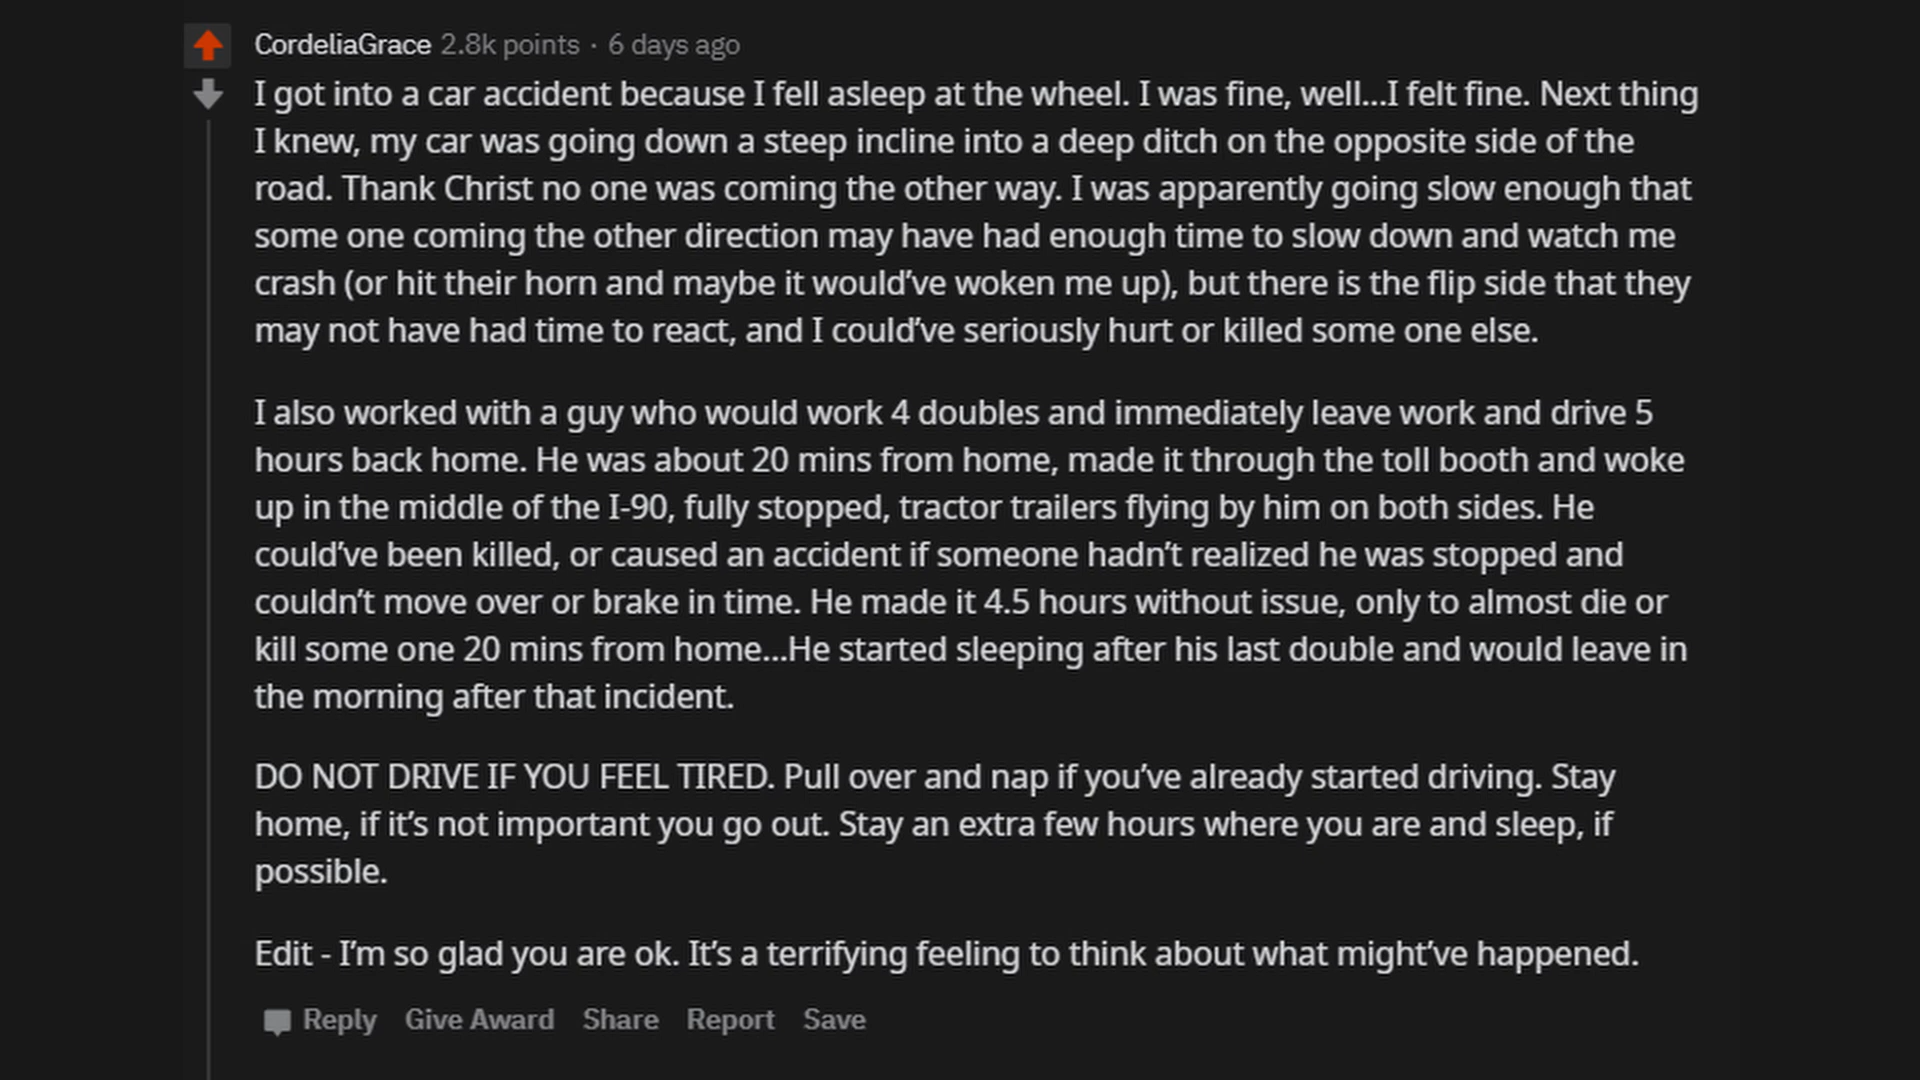 CordeliaGrace 2.8k points · 6 days ago
I got into a car accident because I fell asleep at the wheel. I was fine, well...I felt fine. Next thing
I knew, my car was going down a steep incline into a deep ditch on the opposite side of the
road. Thank Christ no one was coming the other way. I was apparently going slow enough that
some one coming the other direction may have had enough time to slow down and watch me
crash (or hit their horn and maybe it would’ve woken me up), but there is the flip side that they
may not have had time to react, and I could’ve seriously hurt or killed some one else.
I also worked with a guy who would work 4 doubles and immediately leave work and drive 5
hours back home. He was about 20 mins from home, made it through the toll booth and woke
up in the middle of the I-90, fully stopped, tractor trailers flying by him on both sides. He
could’ve been killed, or caused an accident if someone hadn’t realized he was stopped and
couldn’t move over or brake in time. He made it 4.5 hours without issue, only to almost die or
kill some one 20 mins from home...He started sleeping after his last double and would leave in
the morning after that incident.
DO NOT DRIVE IF YOU FEEL TIRED. Pull over and nap if you’ve already started driving. Stay
home, if it’s not important you go out. Stay an extra few hours where you are and sleep, if
possible.
Edit - I’m so glad you are ok. It’s a terrifying feeling to think about what might’ve happened.
Reply Give Award Share Report Save